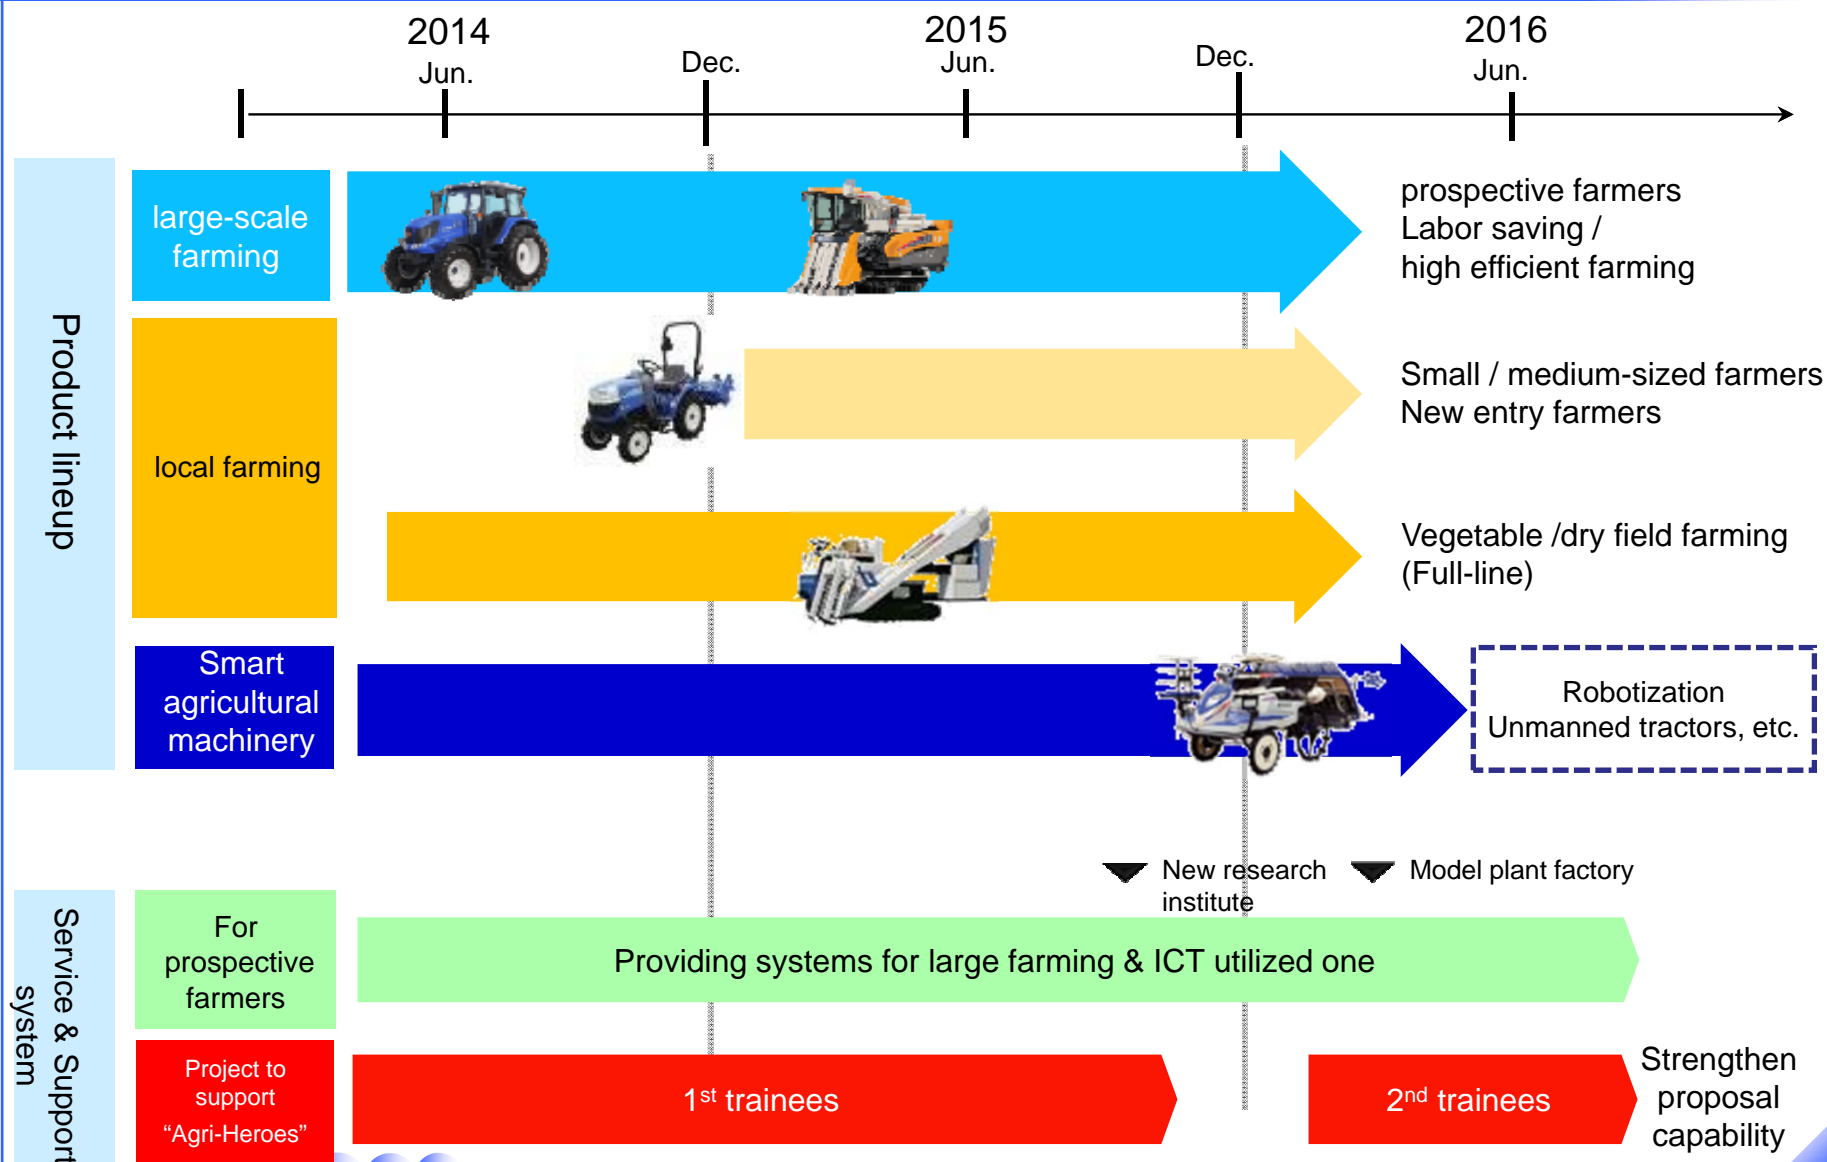 2014
Jun.
Dec.
2015
Jun.
Dec.
2016
Jun.
Product lineup
large-scale
farming
prospective farmers
Labor saving /
high efficient farming
local farming
Small / medium-sized farmers
New entry farmers
Vegetable /dry field farming
(Full-line)
Smart
agricultural
machinery
Robotization
Unmanned tractors, etc.
New research
institute
Model plant factory
Service & Support
system
For
prospective
farmers
Providing systems for large farming & ICT utilized one
Project to
support
“Agri-Heroes”
1st trainees
2nd trainees
Strengthen
proposal
capability